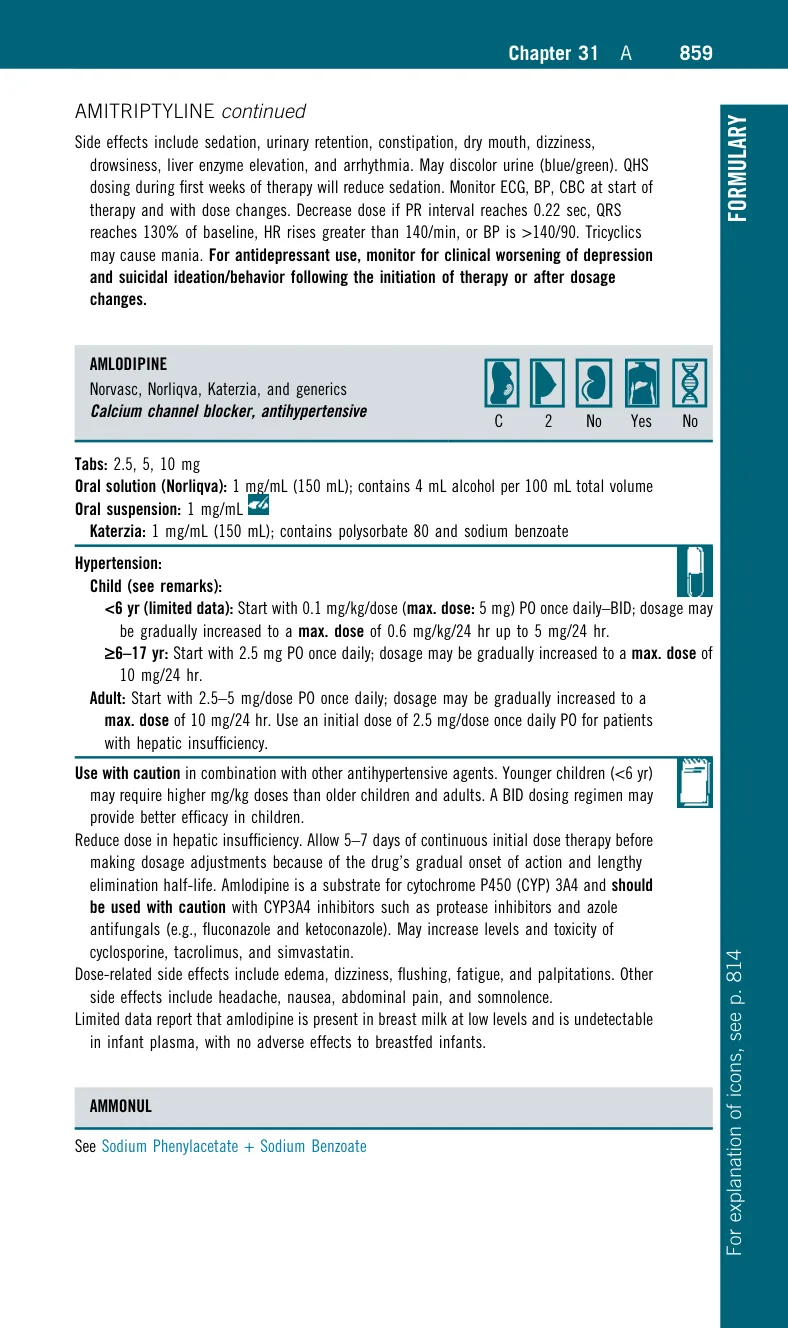 Chapter 31 A 859
AMITRIPTYLINE continued
Side effects include sedation, urinary retention, constipation, dry mouth, dizziness,
drowsiness, liver enzyme elevation, and arrhythmia. May discolor urine (blue/green). QHS
dosing during first weeks of therapy will reduce sedation. Monitor ECG, BP, CBC at start of
therapy and with dose changes. Decrease dose if PR interval reaches 0.22 sec, QRS
reaches 130% of baseline, HR rises greater than 140/min, or BP is >140/90. Tricyclics
may cause mania. For antidepressant use, monitor for clinical worsening of depression
and suicidal ideation/behavior following the initiation of therapy or after dosage
changes.
AMLODIPINE
Norvasc, Norliqva, Katerzia, and generics
Calcium channel blocker, antihypertensive
C 2 No Yes No
Tabs: 2.5, 5, 10 mg
Oral solution (Norliqva): 1 mg/mL (150 mL); contains 4 mL alcohol per 100 mL total volume
Oral suspension: 1 mg/mL
Katerzia: 1 mg/mL (150 mL); contains polysorbate 80 and sodium benzoate
Hypertension:
Child (see remarks):
<6 yr (limited data): Start with 0.1 mg/kg/dose (max. dose: 5 mg) PO once daily–BID; dosage may
be gradually increased to a max. dose of 0.6 mg/kg/24 hr up to 5 mg/24 hr.
≥6–17 yr: Start with 2.5 mg PO once daily; dosage may be gradually increased to a max. dose of
10 mg/24 hr.
Adult: Start with 2.5–5 mg/dose PO once daily; dosage may be gradually increased to a
max. dose of 10 mg/24 hr. Use an initial dose of 2.5 mg/dose once daily PO for patients
with hepatic insufficiency.
Use with caution in combination with other antihypertensive agents. Younger children (<6 yr)
may require higher mg/kg doses than older children and adults. A BID dosing regimen may
provide better efficacy in children.
Reduce dose in hepatic insufficiency. Allow 5–7 days of continuous initial dose therapy before
making dosage adjustments because of the drug's gradual onset of action and lengthy
elimination half-life. Amlodipine is a substrate for cytochrome P450 (CYP) 3A4 and should
be used with caution with CYP3A4 inhibitors such as protease inhibitors and azole
antifungals (e.g., fluconazole and ketoconazole). May increase levels and toxicity of
cyclosporine, tacrolimus, and simvastatin.
Dose-related side effects include edema, dizziness, flushing, fatigue, and palpitations. Other
side effects include headache, nausea, abdominal pain, and somnolence.
Limited data report that amlodipine is present in breast milk at low levels and is undetectable
in infant plasma, with no adverse effects to breastfed infants.
AMMONUL
See Sodium Phenylacetate + Sodium Benzoate
FORMULARY
For explanation of icons, see p. 814